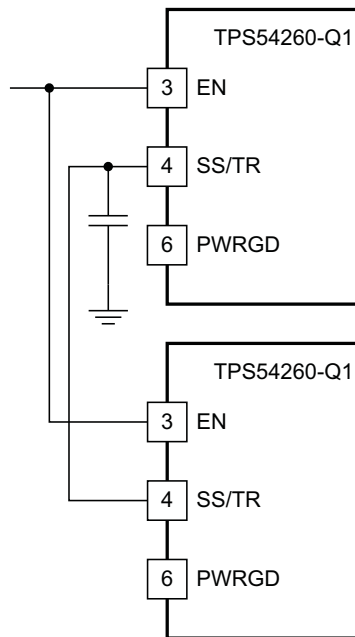 TPS54260-Q1
3 EN
4 SS/TR
6 PWRGD
TPS54260-Q1
3 EN
4 SS/TR
6 PWRGD